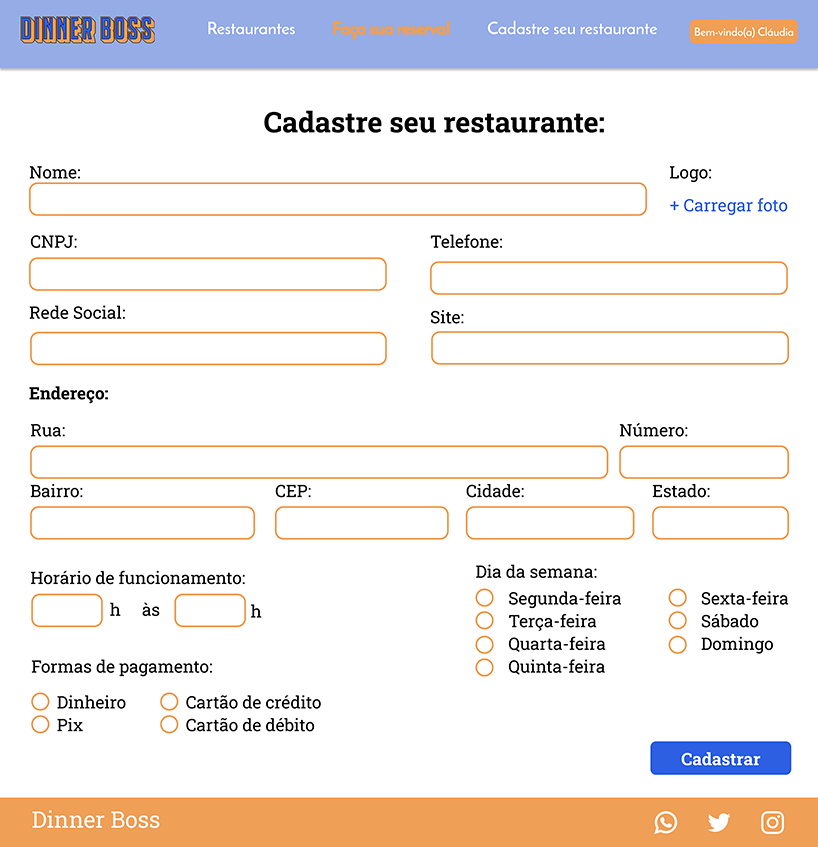 DINNER BOSS Restaurantes Faça sua reserva! Cadastre seu restaurante Bem-vindo(a) Cláudia
Cadastre seu restaurante:
Nome: Logo:
+ Carregar foto
CNPJ: Telefone:
Rede Social: Site:
Endereço:
Rua: Número:
Bairro: CEP: Cidade: Estado:
Horário de funcionamento:
h às h
Dia da semana:
Segunda-feira Sexta-feira
Terça-feira Sábado
Quarta-feira Domingo
Quinta-feira
Formas de pagamento:
Dinheiro Cartão de crédito
Pix Cartão de débito
Cadastrar
Dinner Boss